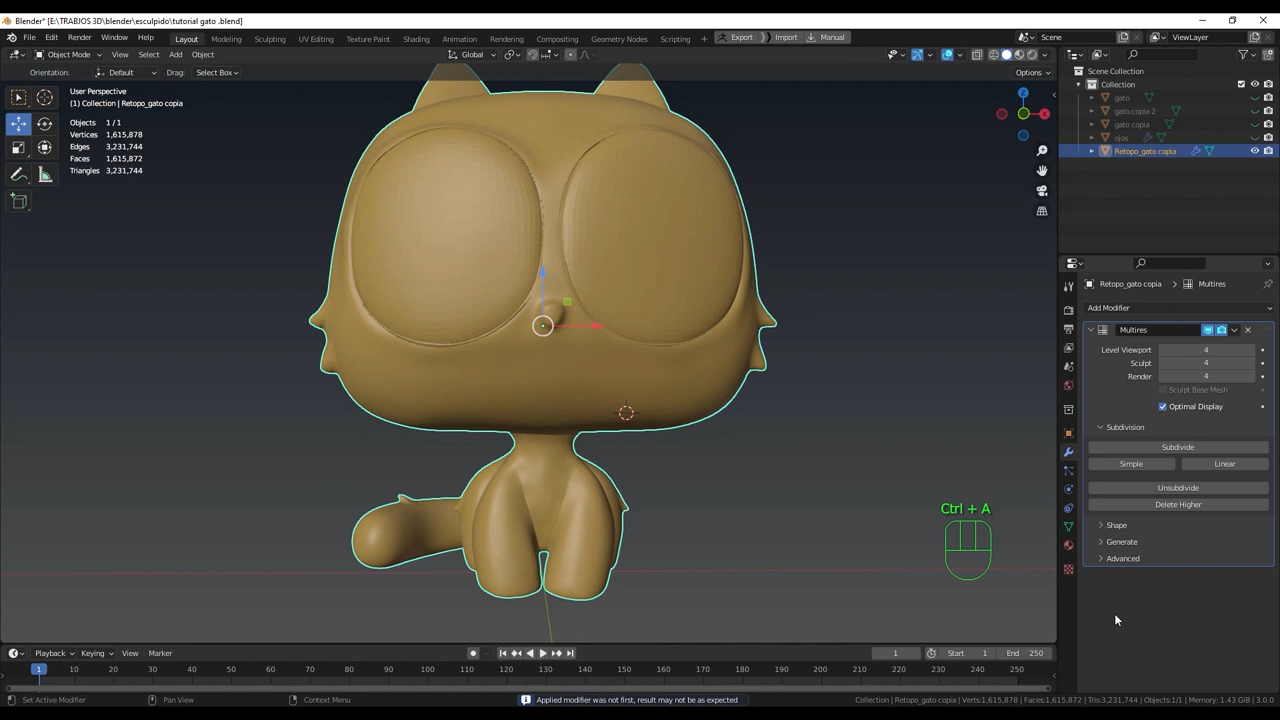 Blender* [E:\TRABJOS 3D\blender\esculpido\tutorial gato .blend]
File Edit Render Window Help Layout Modeling Sculpting UV Editing Texture Paint Shading Animation Rendering Compositing Geometry Nodes Scripting + Export Import Manual Scene ViewLayer
Object Mode View Select Add Object Global
Orientation: Default Drag: Select Box Options
User Perspective
(1) Collection | Retopo_gato copia
Objects 1 / 1
Vertices 1,615,878
Edges 3,231,744
Faces 1,615,872
Triangles 3,231,744
Z
X
Scene Collection
Collection
gato
gato.copia 2
gato copia
ojos
Retopo_gato copia
Retopo_gato copia > Multires
Add Modifier
Multires
Level Viewport 4
Sculpt 4
Render 4
Sculpt Base Mesh
Optimal Display
Subdivision
Subdivide
Simple Linear
Unsubdivide
Delete Higher
Shape
Generate
Advanced
Ctrl + A
Playback Keying View Marker 1 Start 1 End 250
1 10 20 30 40 50 60 70 80 90 100 110 120 130 140 150 160 170 180 190 200 210 220 230 240 250
Set Active Modifier Pan View Context Menu Applied modifier was not first, result may not be as expected Collection | Retopo_gato copia | Verts:1,615,878 | Faces:1,615,872 | Tris:3,231,744 | Objects:1/1 | Memory: 1.43 GiB | 3.0.0